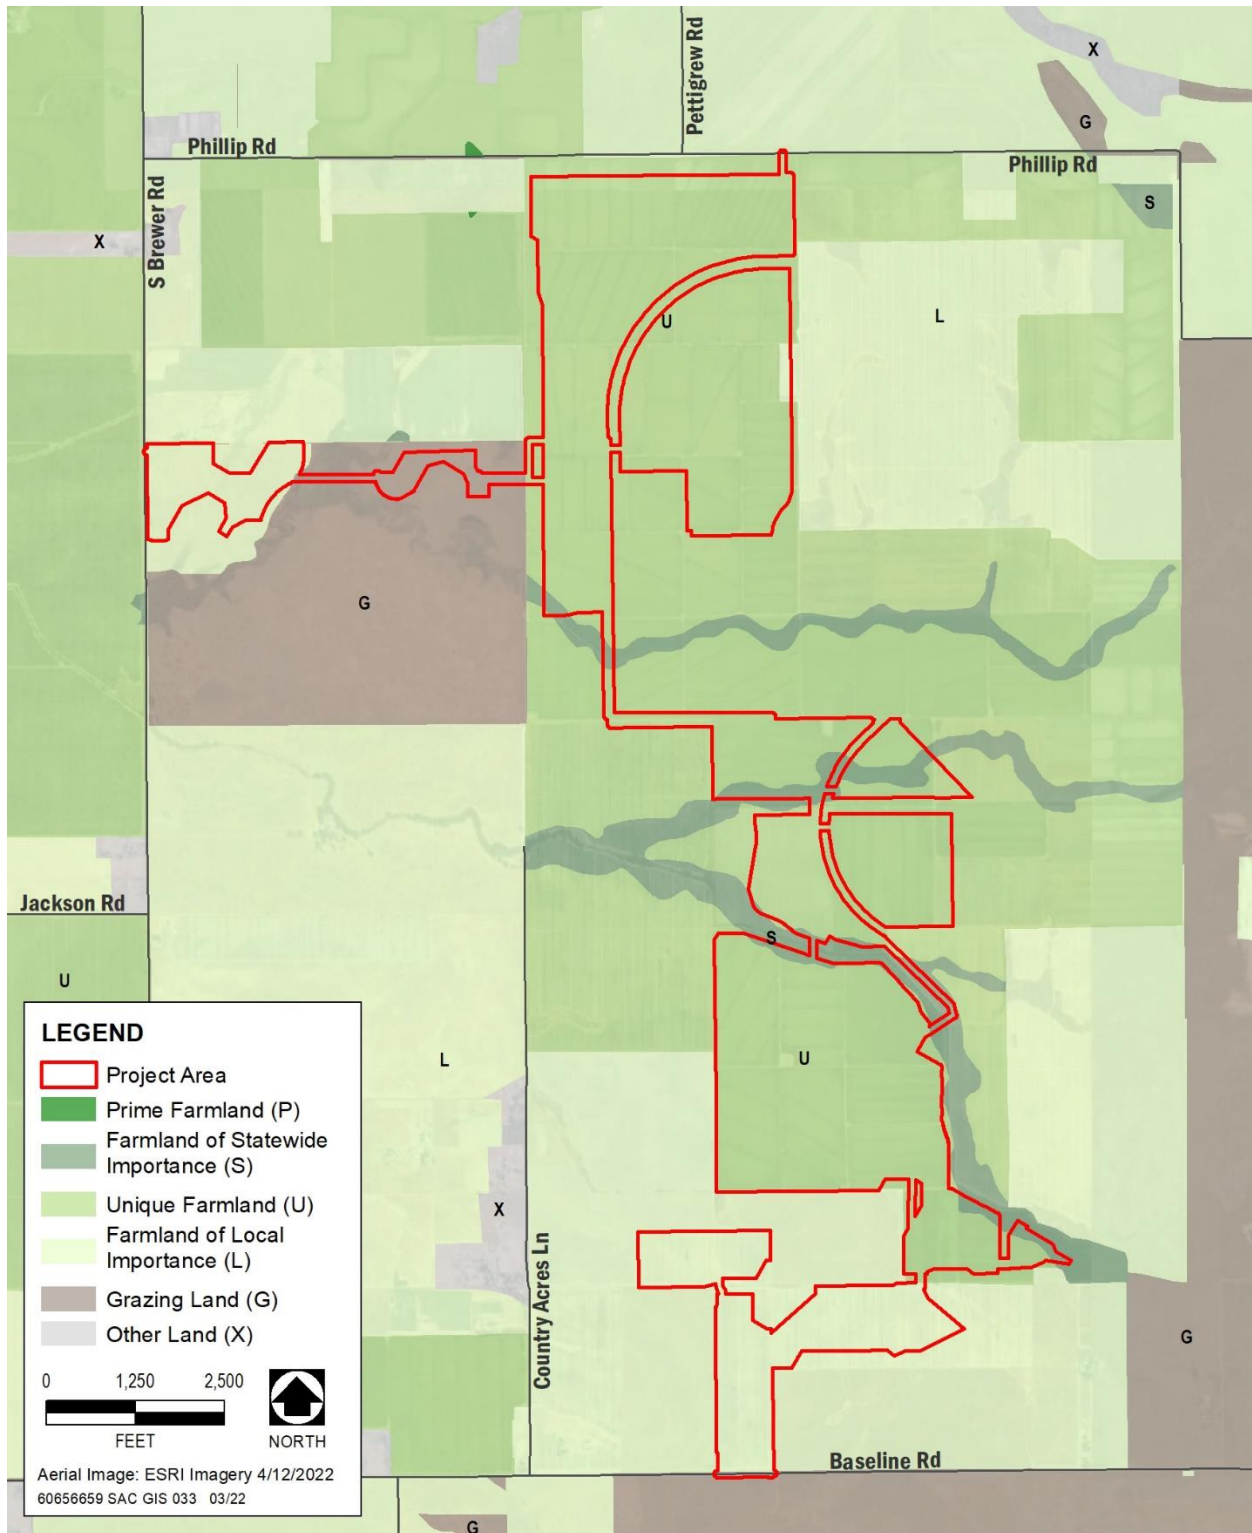 Pettigrew Rd
X
G
Phillip Rd
Phillip Rd
S
S Brewer Rd
X
U
L
G
Jackson Rd
S
U
U
L
X
Country Acres Ln
G
Baseline Rd
G
LEGEND
Project Area
Prime Farmland (P)
Farmland of Statewide
Importance (S)
Unique Farmland (U)
Farmland of Local
Importance (L)
Grazing Land (G)
Other Land (X)
0 1,250 2,500
FEET
NORTH
Aerial Image: ESRI Imagery 4/12/2022
60656659 SAC GIS 033 03/22